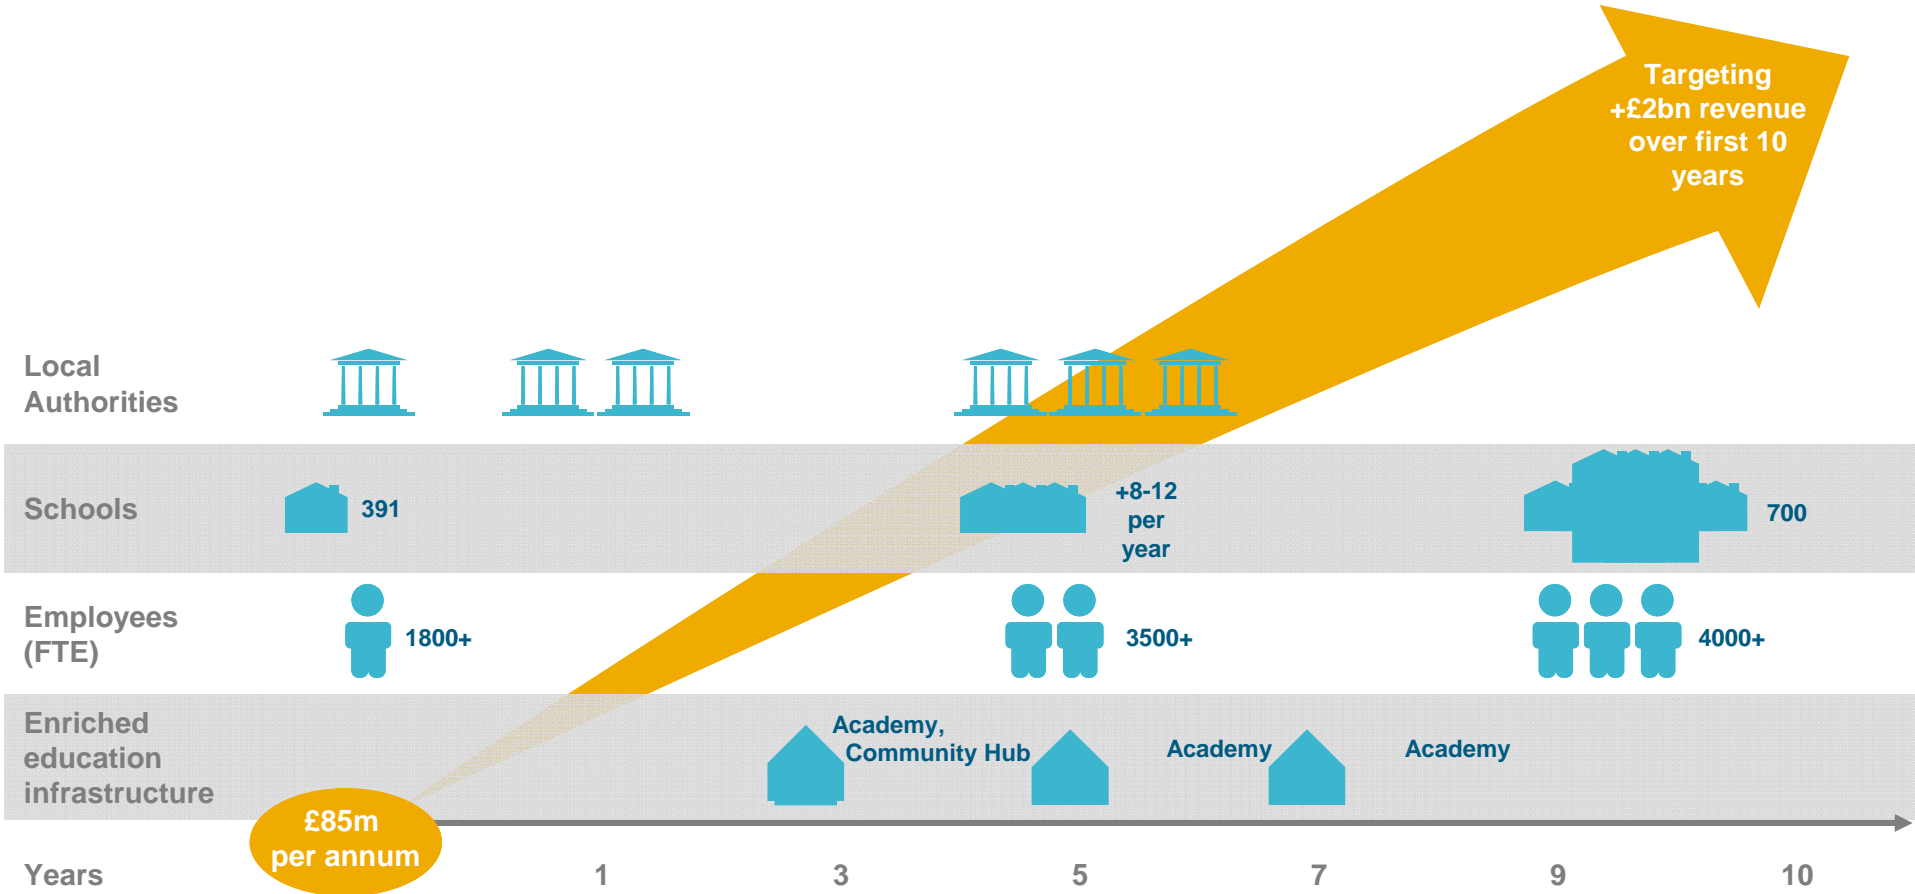 Targeting
+£2bn revenue
over first 10
years
Local
Authorities
Schools
391
+8-12
per
year
700
Employees
(FTE)
1800+
3500+
4000+
Enriched
education
infrastructure
Academy,
Community Hub
Academy
Academy
£85m
per annum
Years
1
3
5
7
9
10